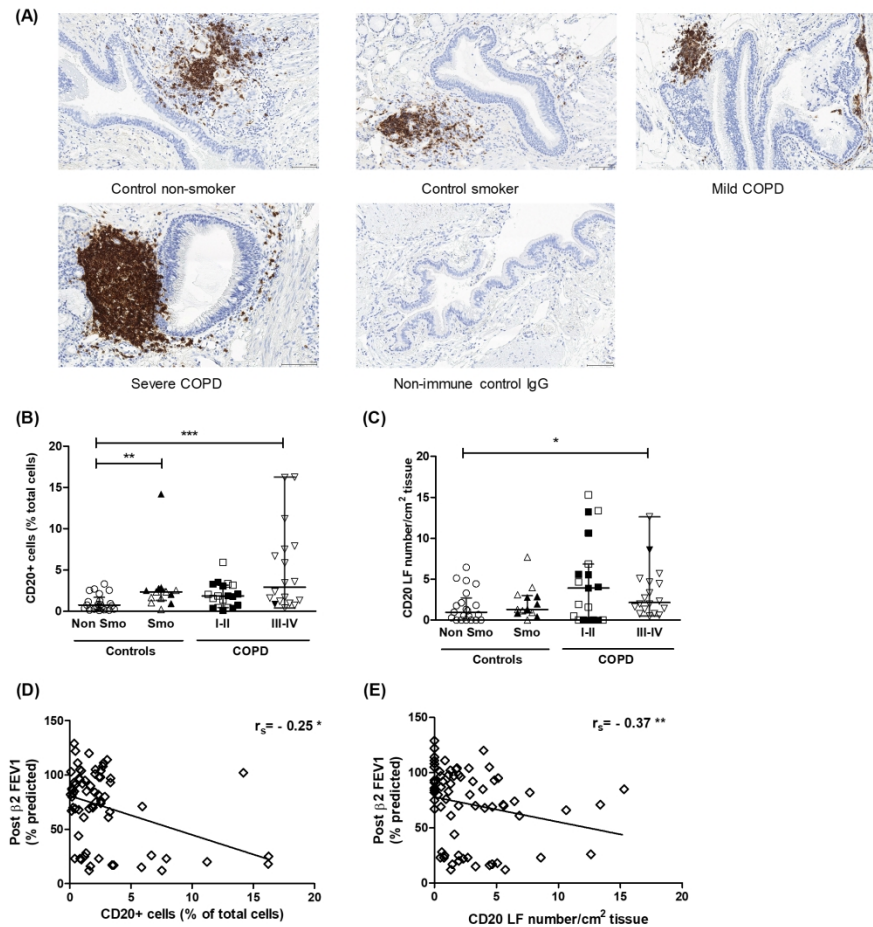 (A)
Control non-smoker
Control smoker
Mild COPD
Severe COPD
Non-immune control IgG
(B)
CD20+ cells (% total cells)
20
15
10
5
0
***
**
Non Smo
Smo
I-II
III-IV
Controls
COPD
(C)
CD20 LF number/cm² tissue
20
15
10
5
0
*
Non Smo
Smo
I-II
III-IV
Controls
COPD
(D)
Post β2 FEV1
(% predicted)
150
100
50
0
rs= - 0.25 *
0
5
10
15
20
CD20+ cells (% of total cells)
(E)
Post β2 FEV1
(% predicted)
150
100
50
0
rs= - 0.37 **
0
5
10
15
20
CD20 LF number/cm² tissue